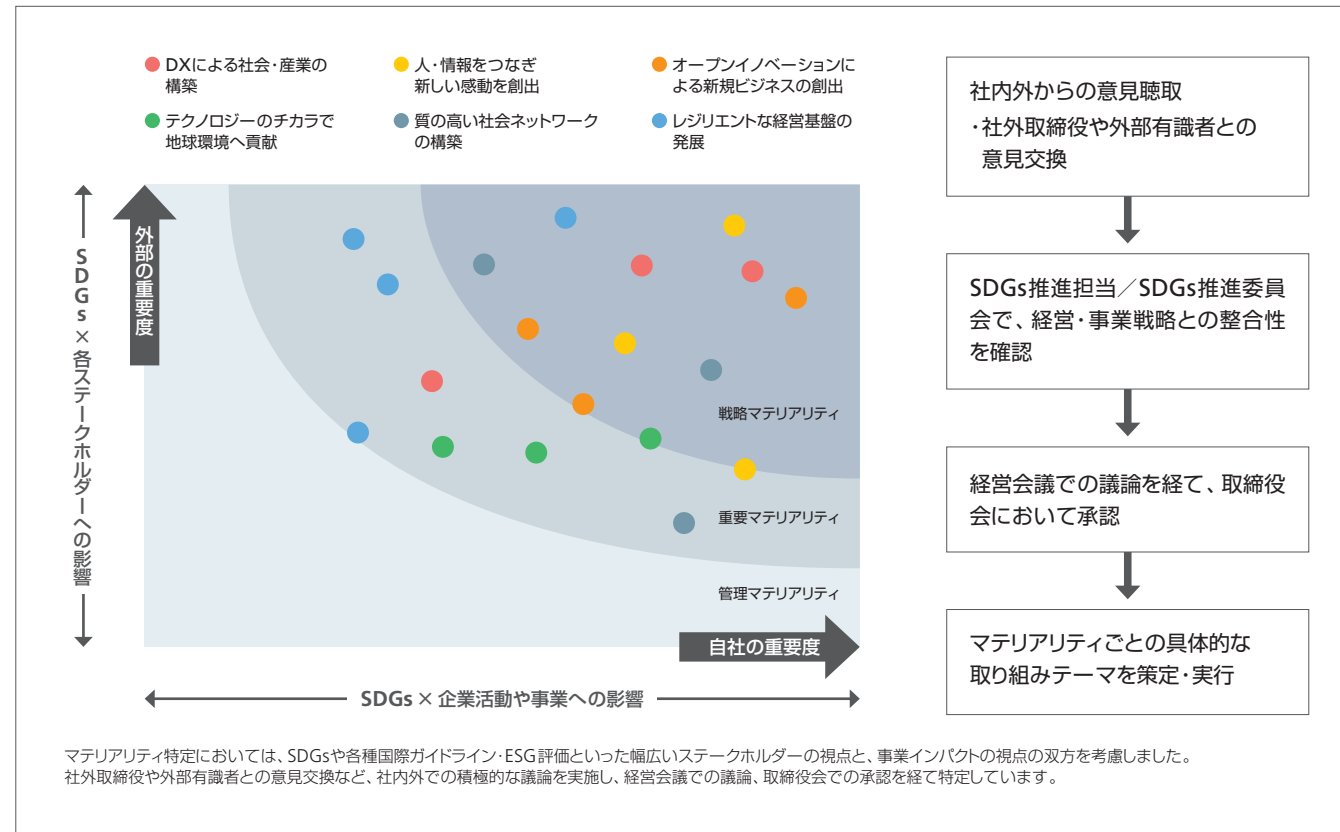 DXによる社会・産業の
構築
人・情報をつなぎ
新しい感動を創出
オープンイノベーションに
よる新規ビジネスの創出
テクノロジーのチカラで
地球環境へ貢献
質の高い社会ネットワーク
の構築
レジリエントな経営基盤の
発展
SDGs×各ステークホルダーへの影響
外部の重要度
戦略マテリアリティ
重要マテリアリティ
管理マテリアリティ
自社の重要度
SDGs×企業活動や事業への影響
社内外からの意見聴取
・社外取締役や外部有識者との
意見交換
SDGs推進担当／SDGs推進委員
会で、経営・事業戦略との整合性
を確認
経営会議での議論を経て、取締役
会において承認
マテリアリティごとの具体的な
取り組みテーマを策定・実行
マテリアリティ特定においては、SDGsや各種国際ガイドライン・ESG評価といった幅広いステークホルダーの視点と、事業インパクトの視点の双方を考慮しました。
社外取締役や外部有識者との意見交換など、社内外での積極的な議論を実施し、経営会議での議論、取締役会での承認を経て特定しています。